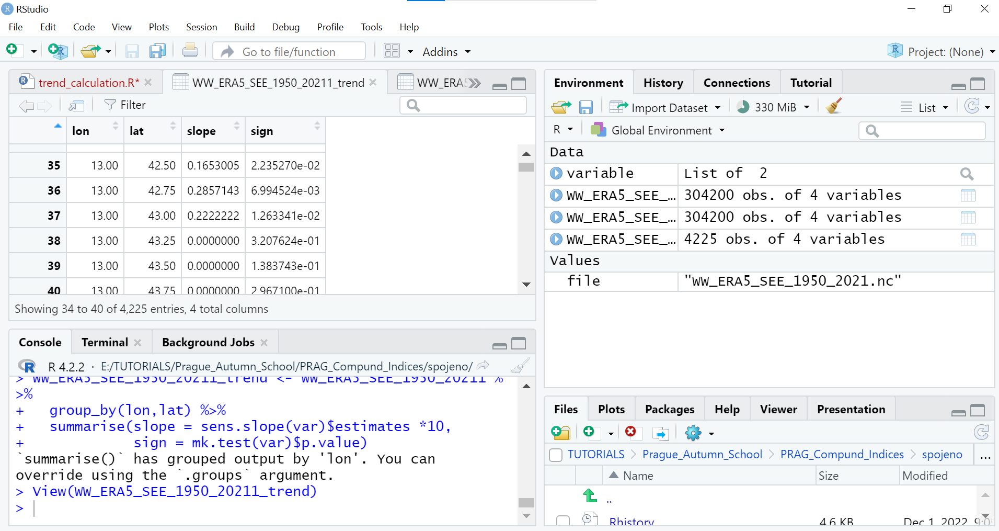 RStudio
File Edit Code View Plots Session Build Debug Profile Tools Help
Go to file/function Addins Project: (None)
trend_calculation.R* WW_ERA5_SEE_1950_20211_trend WW_ERA5
Filter
lon lat slope sign
35 13.00 42.50 0.1653005 2.235270e-02
36 13.00 42.75 0.2857143 6.994524e-03
37 13.00 43.00 0.2222222 1.263341e-02
38 13.00 43.25 0.0000000 3.207624e-01
39 13.00 43.50 0.0000000 1.383743e-01
40 13.00 43.75 0.0000000 2.967100e-01
Showing 34 to 40 of 4,225 entries, 4 total columns
Console Terminal Background Jobs
R R 4.2.2 · E:/TUTORIALS/Prague_Autumn_School/PRAG_Compund_Indices/spojeno/
> WW_ERA5_SEE_1950_20211_trend <- WW_ERA5_SEE_1950_20211 %
>%
+ group_by(lon,lat) %>%
+ summarise(slope = sens.slope(var)$estimates *10,
+ sign = mk.test(var)$p.value)
`summarise()` has grouped output by 'lon'. You can
override using the `.groups` argument.
> View(WW_ERA5_SEE_1950_20211_trend)
>
Environment History Connections Tutorial
Import Dataset 330 MiB List
R Global Environment
Data
variable List of 2
WW_ERA5_SEE_… 304200 obs. of 4 variables
WW_ERA5_SEE_… 304200 obs. of 4 variables
WW_ERA5_SEE_… 4225 obs. of 4 variables
Values
file "WW_ERA5_SEE_1950_2021.nc"
Files Plots Packages Help Viewer Presentation
TUTORIALS Prague_Autumn_School PRAG_Compund_Indices spojeno ...
Name Size Modified
..
Rhistory 4.6 KB Dec 1, 2022, 9:0